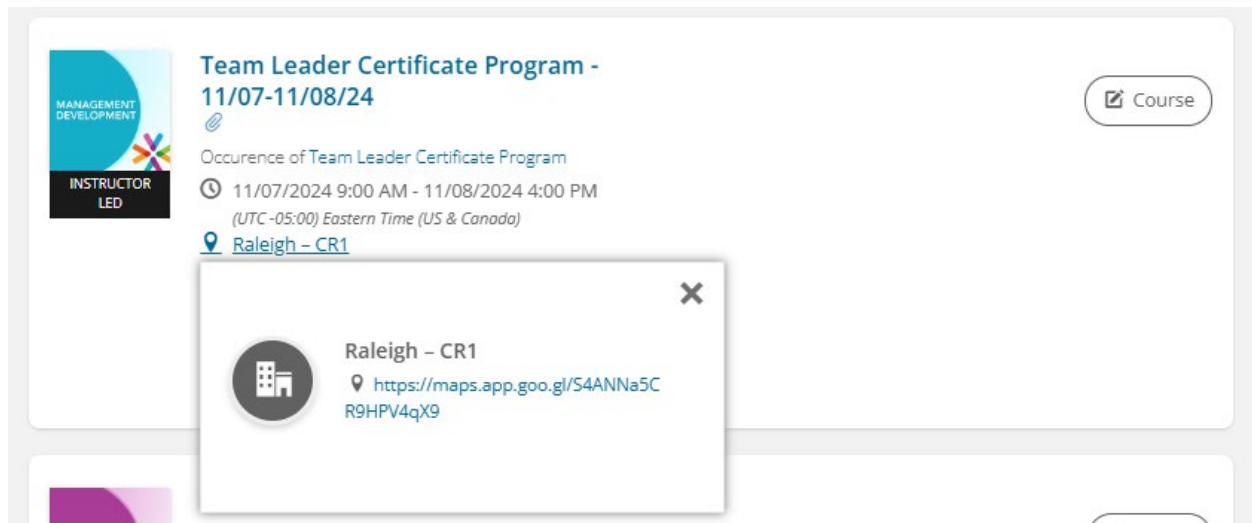 Team Leader Certificate Program -
11/07-11/08/24
Course
MANAGEMENT
DEVELOPMENT
INSTRUCTOR
LED
Occurence of Team Leader Certificate Program
11/07/2024 9:00 AM - 11/08/2024 4:00 PM
(UTC -05:00) Eastern Time (US & Canada)
Raleigh – CR1
Raleigh – CR1
https://maps.app.goo.gl/S4ANNa5C
R9HPV4qX9